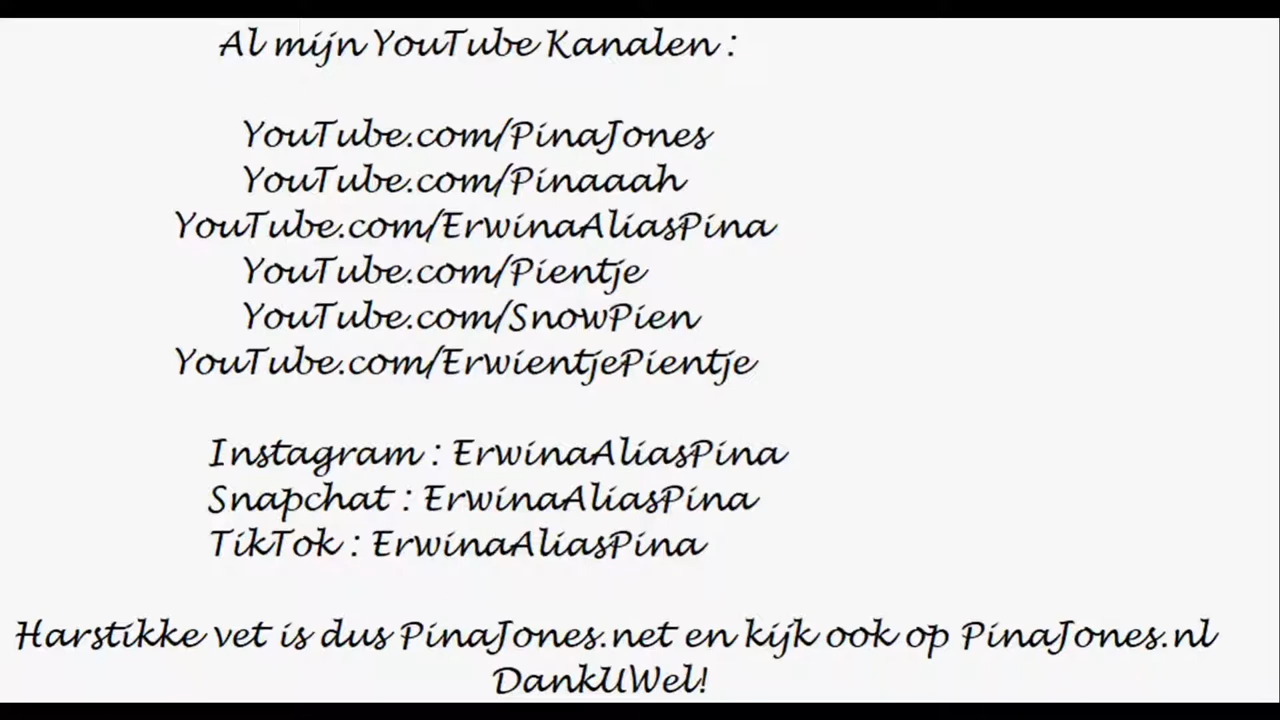 Al mijn YouTube Kanalen :
YouTube.com/PinaJones
YouTube.com/Pinaaah
YouTube.com/ErwinaAliasPina
YouTube.com/Pientje
YouTube.com/SnowPien
YouTube.com/ErwientjePientje
Instagram : ErwinaAliasPina
Snapchat : ErwinaAliasPina
TikTok : ErwinaAliasPina
Harstikke vet is dus PinaJones.net en kijk ook op PinaJones.nl
DankUWel!